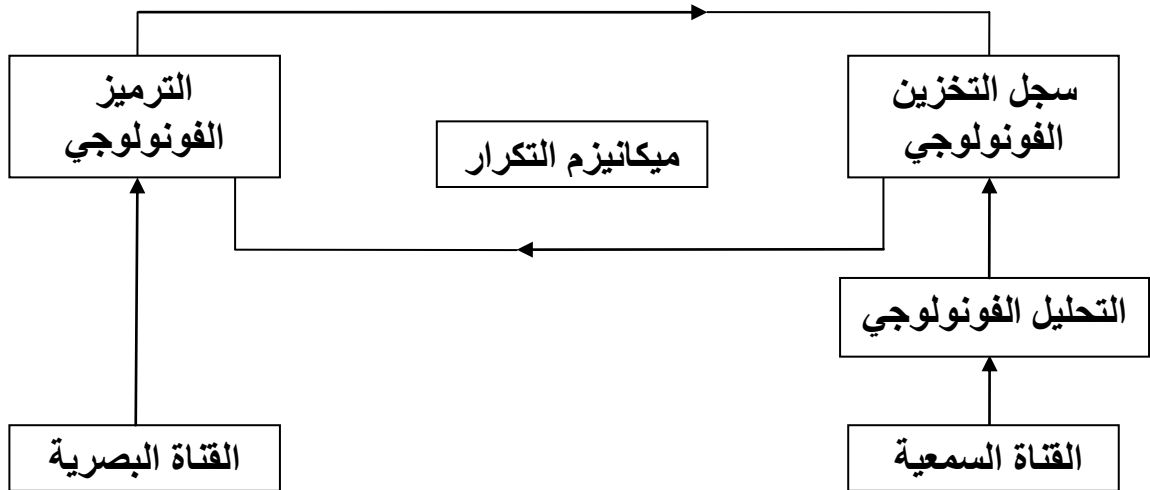 سجل التخزين
الفونولوجي
الترميز
الفونولوجي
ميكانيزم التكرار
التحليل الفونولوجي
القناة السمعية
القناة البصرية